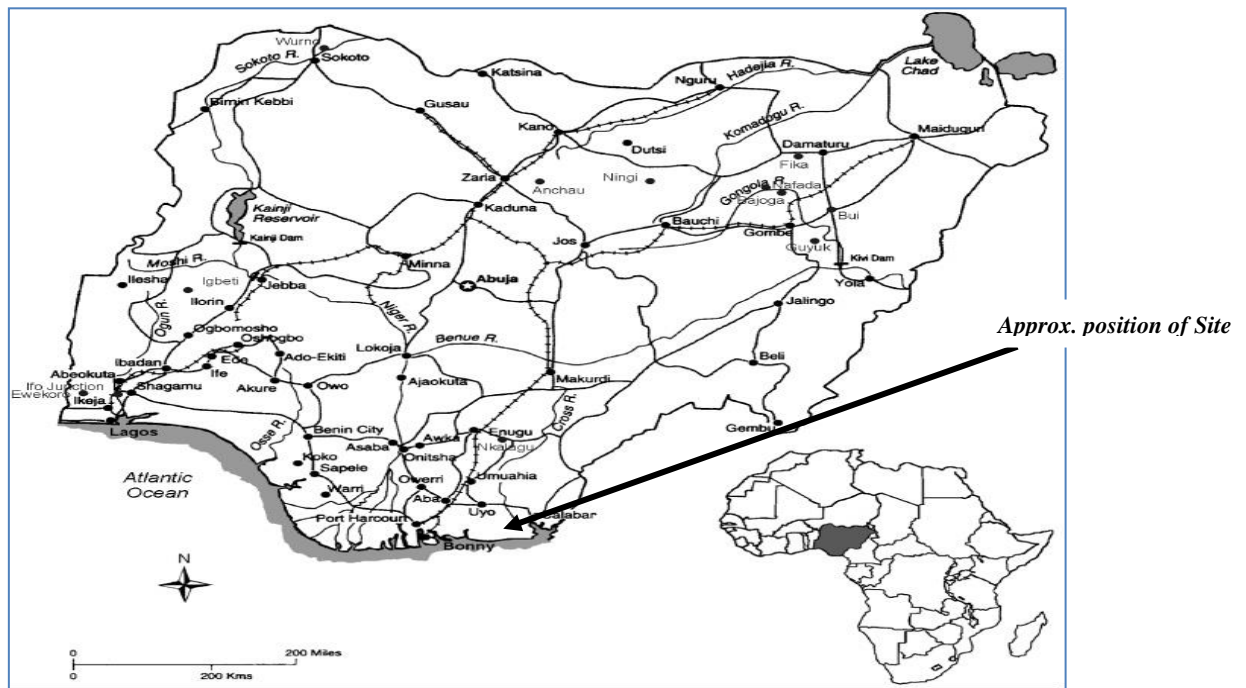 Wurno
Sokoto R.
Sokoto
Katsina
Nguru
Hadejia R.
Lake
Chad
Birnin Kebbi
Gusau
Kano
Komadogu R.
Maiduguri
Dutsi
Damaturu
Fika
Zaria
Anchau
Ningi
Gongola R.
Nafada
Bajoga
Kainji
Reservoir
Kaduna
Bauchi
Gombe
Bui
Kainji Dam
Jos
Guyuk
Moshi R.
Minna
Kivi Dam
Ilesha
Igbeti
Jebba
Abuja
Yola
Ilorin
Jalingo
Ogun R.
Niger R.
Approx. position of Site
Ogbomosho
Oshogbo
Lokoja
Benue R.
Ibadan
Ede
Ado-Ekiti
Beli
Abeokuta
Ife
Ajaokuta
Makurdi
Ifo Junction
Shagamu
Akure
Owo
Ewekoro
Ikeja
Cross R.
Lagos
Osse R.
Benin City
Awka
Enugu
Gembu
Asaba
Onitsha
Nkalagu
Koko
Sapele
Atlantic
Ocean
Owerri
Umuahia
Warri
Aba
Uyo
Port Harcourt
Calabar
Bonny
N
0 200 Miles
0 200 Kms